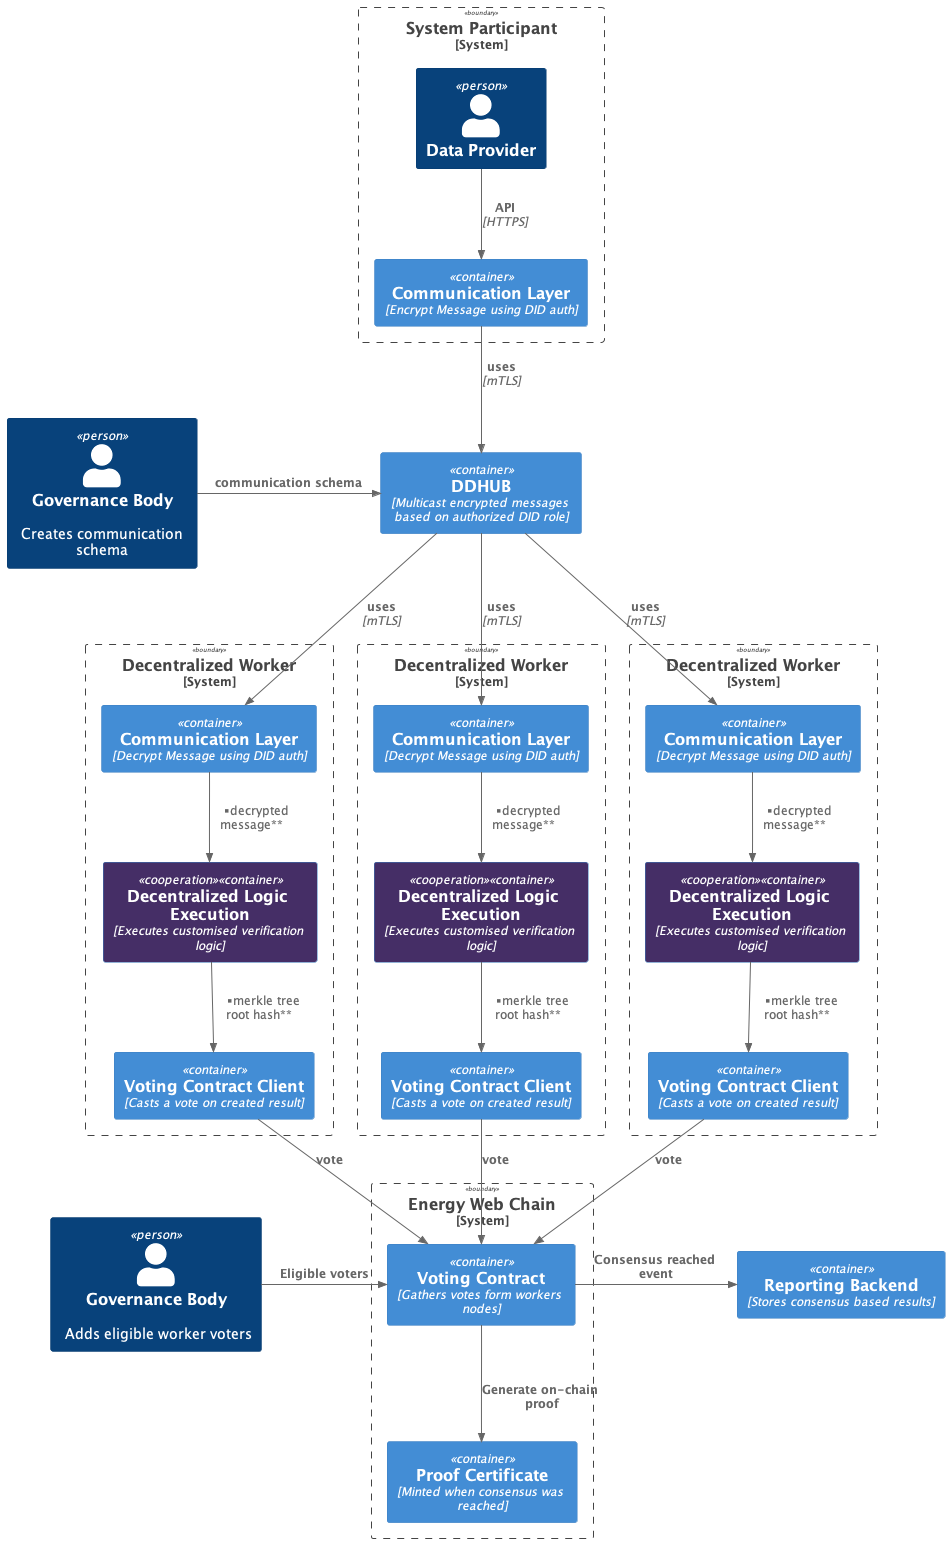 «boundary»
System Participant
[System]
«person»
Data Provider
API
[HTTPS]
«container»
Communication Layer
[Encrypt Message using DID auth]
uses
[mTLS]
«person»
Governance Body
Creates communication
schema
communication schema
«container»
DDHUB
[Multicast encrypted messages
based on authorized DID role]
uses
[mTLS]
uses
[mTLS]
uses
[mTLS]
«boundary»
Decentralized Worker
[System]
«container»
Communication Layer
[Decrypt Message using DID auth]
▪decrypted
message**
«cooperation»«container»
Decentralized Logic
Execution
[Executes customised verification
logic]
▪merkle tree
root hash**
«container»
Voting Contract Client
[Casts a vote on created result]
«boundary»
Decentralized Worker
[System]
«container»
Communication Layer
[Decrypt Message using DID auth]
▪decrypted
message**
«cooperation»«container»
Decentralized Logic
Execution
[Executes customised verification
logic]
▪merkle tree
root hash**
«container»
Voting Contract Client
[Casts a vote on created result]
«boundary»
Decentralized Worker
[System]
«container»
Communication Layer
[Decrypt Message using DID auth]
▪decrypted
message**
«cooperation»«container»
Decentralized Logic
Execution
[Executes customised verification
logic]
▪merkle tree
root hash**
«container»
Voting Contract Client
[Casts a vote on created result]
vote
vote
vote
«boundary»
Energy Web Chain
[System]
«person»
Governance Body
Adds eligible worker voters
Eligible voters
«container»
Voting Contract
[Gathers votes form workers
nodes]
Consensus reached
event
«container»
Reporting Backend
[Stores consensus based results]
Generate on-chain
proof
«container»
Proof Certificate
[Minted when consensus was
reached]